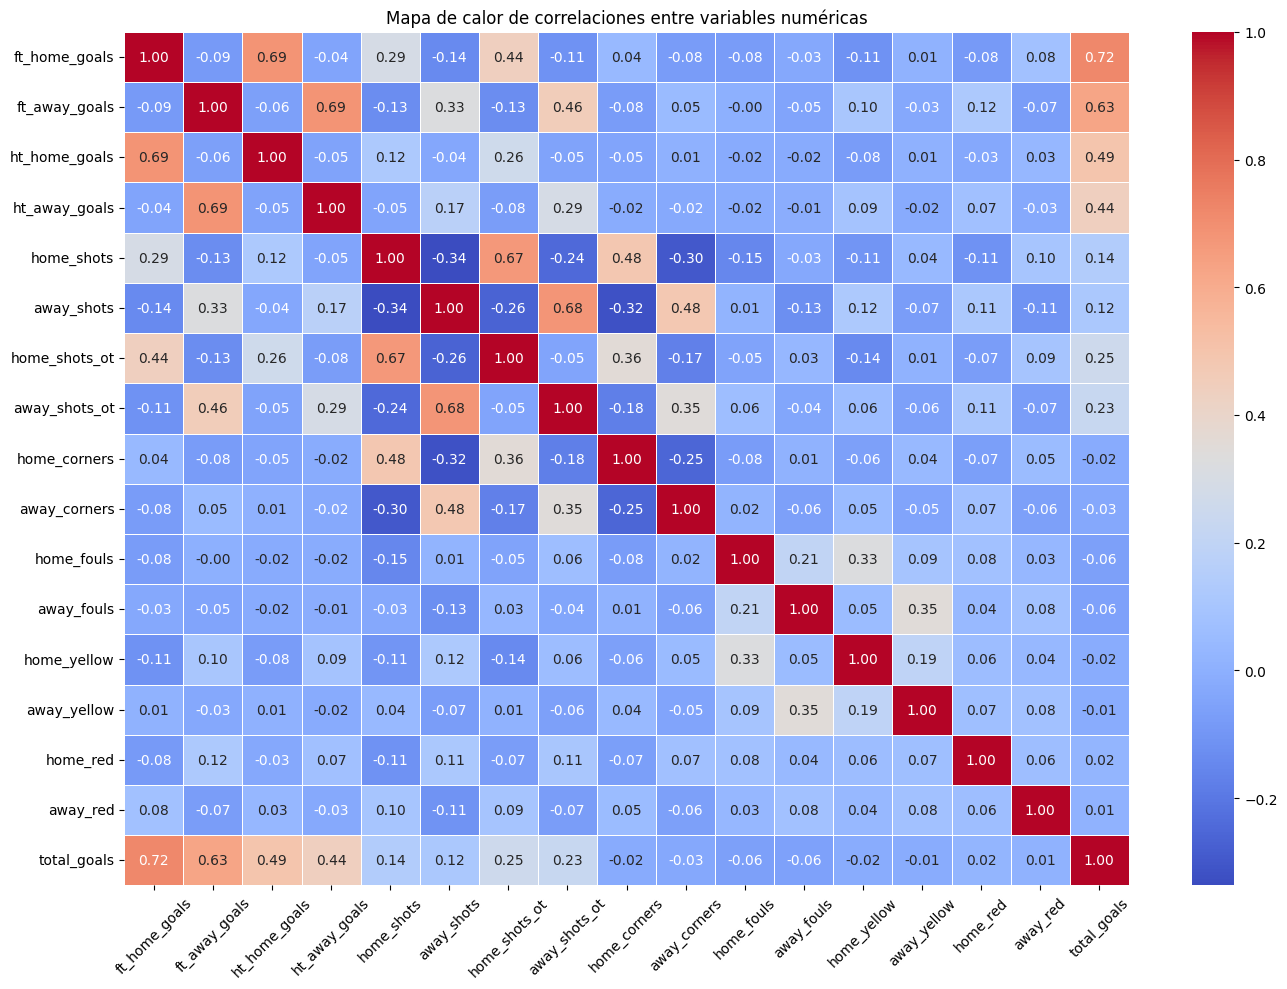 Mapa de calor de correlaciones entre variables numéricas
ft_home_goals 1.00 -0.09 0.69 -0.04 0.29 -0.14 0.44 -0.11 0.04 -0.08 -0.08 -0.03 -0.11 0.01 -0.08 0.08 0.72
ft_away_goals -0.09 1.00 -0.06 0.69 -0.13 0.33 -0.13 0.46 -0.08 0.05 -0.00 -0.05 0.10 -0.03 0.12 -0.07 0.63
ht_home_goals 0.69 -0.06 1.00 -0.05 0.12 -0.04 0.26 -0.05 -0.05 0.01 -0.02 -0.02 -0.08 0.01 -0.03 0.03 0.49
ht_away_goals -0.04 0.69 -0.05 1.00 -0.05 0.17 -0.08 0.29 -0.02 -0.02 -0.02 -0.01 0.09 -0.02 0.07 -0.03 0.44
home_shots 0.29 -0.13 0.12 -0.05 1.00 -0.34 0.67 -0.24 0.48 -0.30 -0.15 -0.03 -0.11 0.04 -0.11 0.10 0.14
away_shots -0.14 0.33 -0.04 0.17 -0.34 1.00 -0.26 0.68 -0.32 0.48 0.01 -0.13 0.12 -0.07 0.11 -0.11 0.12
home_shots_ot 0.44 -0.13 0.26 -0.08 0.67 -0.26 1.00 -0.05 0.36 -0.17 -0.05 0.03 -0.14 0.01 -0.07 0.09 0.25
away_shots_ot -0.11 0.46 -0.05 0.29 -0.24 0.68 -0.05 1.00 -0.18 0.35 0.06 -0.04 0.06 -0.06 0.11 -0.07 0.23
home_corners 0.04 -0.08 -0.05 -0.02 0.48 -0.32 0.36 -0.18 1.00 -0.25 -0.08 0.01 -0.06 0.04 -0.07 0.05 -0.02
away_corners -0.08 0.05 0.01 -0.02 -0.30 0.48 -0.17 0.35 -0.25 1.00 0.02 -0.06 0.05 -0.05 0.07 -0.06 -0.03
home_fouls -0.08 -0.00 -0.02 -0.02 -0.15 0.01 -0.05 0.06 -0.08 0.02 1.00 0.21 0.33 0.09 0.08 0.03 -0.06
away_fouls -0.03 -0.05 -0.02 -0.01 -0.03 -0.13 0.03 -0.04 0.01 -0.06 0.21 1.00 0.05 0.35 0.04 0.08 -0.06
home_yellow -0.11 0.10 -0.08 0.09 -0.11 0.12 -0.14 0.06 -0.06 0.05 0.33 0.05 1.00 0.19 0.06 0.04 -0.02
away_yellow 0.01 -0.03 0.01 -0.02 0.04 -0.07 0.01 -0.06 0.04 -0.05 0.09 0.35 0.19 1.00 0.07 0.08 -0.01
home_red -0.08 0.12 -0.03 0.07 -0.11 0.11 -0.07 0.11 -0.07 0.07 0.08 0.04 0.06 0.07 1.00 0.06 0.02
away_red 0.08 -0.07 0.03 -0.03 0.10 -0.11 0.09 -0.07 0.05 -0.06 0.03 0.08 0.04 0.08 0.06 1.00 0.01
total_goals 0.72 0.63 0.49 0.44 0.14 0.12 0.25 0.23 -0.02 -0.03 -0.06 -0.06 -0.02 -0.01 0.02 0.01 1.00
ft_home_goals ft_away_goals ht_home_goals ht_away_goals home_shots away_shots home_shots_ot away_shots_ot home_corners away_corners home_fouls away_fouls home_yellow away_yellow home_red away_red total_goals
1.0
0.8
0.6
0.4
0.2
0.0
−0.2